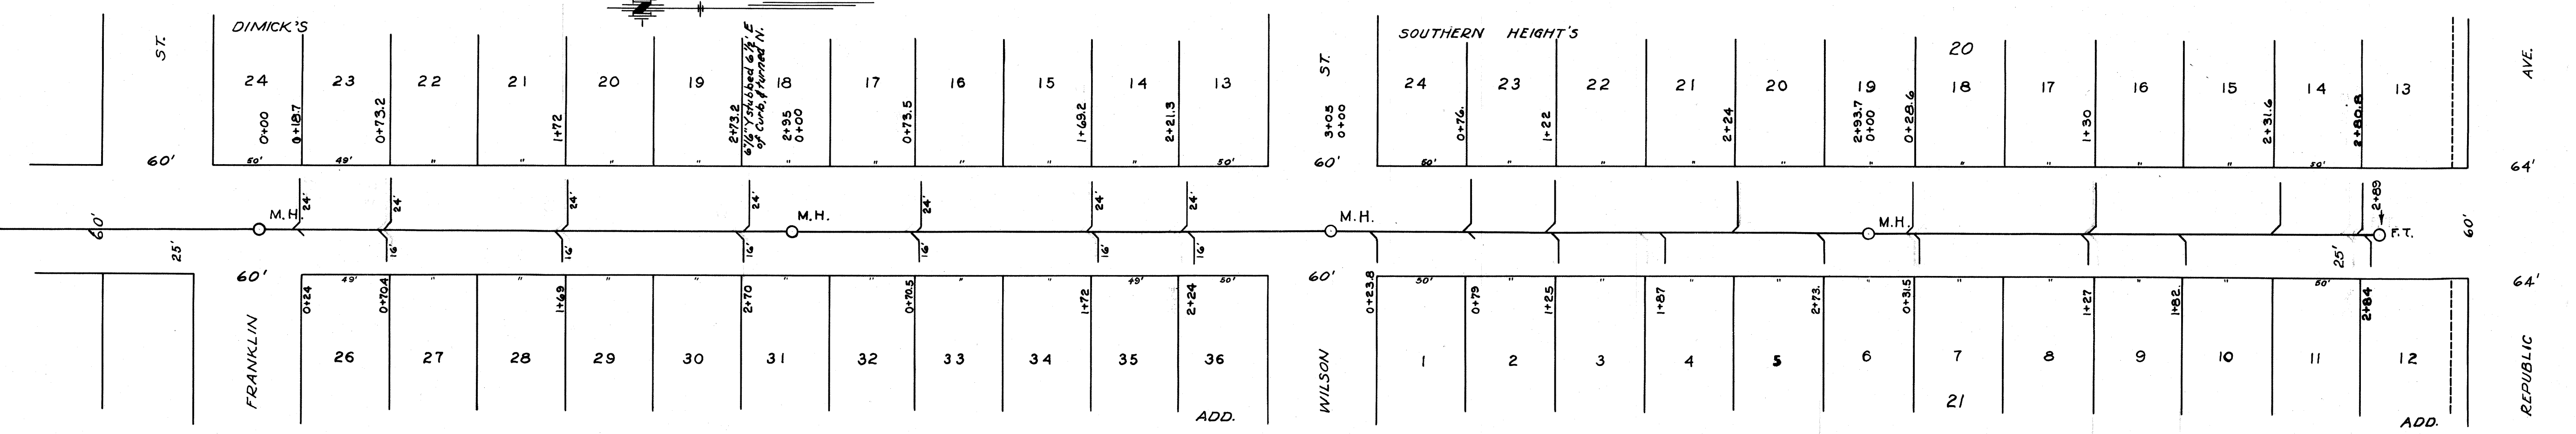 DIMICK'S
SOUTHERN HEIGHT'S
ST.
ST.
AVE.
20
24 23 22 21 20 19 18 17 16 15 14 13
24 23 22 21 20 19 18 17 16 15 14 13
0+00 0+18.7 0+73.2 1+72 2+73.2
6"/6" Y stubbed 6½' E
of Curb, & turned N.
2+95
0+00
0+73.5 1+69.2 2+21.3
3+05
0+00
0+76. 1+22 2+24
2+93.7
0+00
0+28.6 1+30 2+31.6 2+80.8
60' 50' 49' " " " " " " " " " 50' 60' 50' " " " " " " " " " 50' 64'
24' 24' 24' 24' 24' 24' 24' 2+89
M.H. M.H. M.H. M.H. F.T.
60' 60'
25' 16' 16' 16' 16' 16' 16' 25'
60' 49' " " " " " " " " 49' 50' 60' 50' " " " " " " " " " 50' 64'
0+24 0+70.4 1+69 2+70 0+70.5 1+72 2+24 0+23.8 0+79 1+25 1+87 2+73. 0+31.5 1+27 1+82. 2+84
26 27 28 29 30 31 32 33 34 35 36
1 2 3 4 5 6 7 8 9 10 11 12
FRANKLIN
WILSON
REPUBLIC
21
ADD.
ADD.